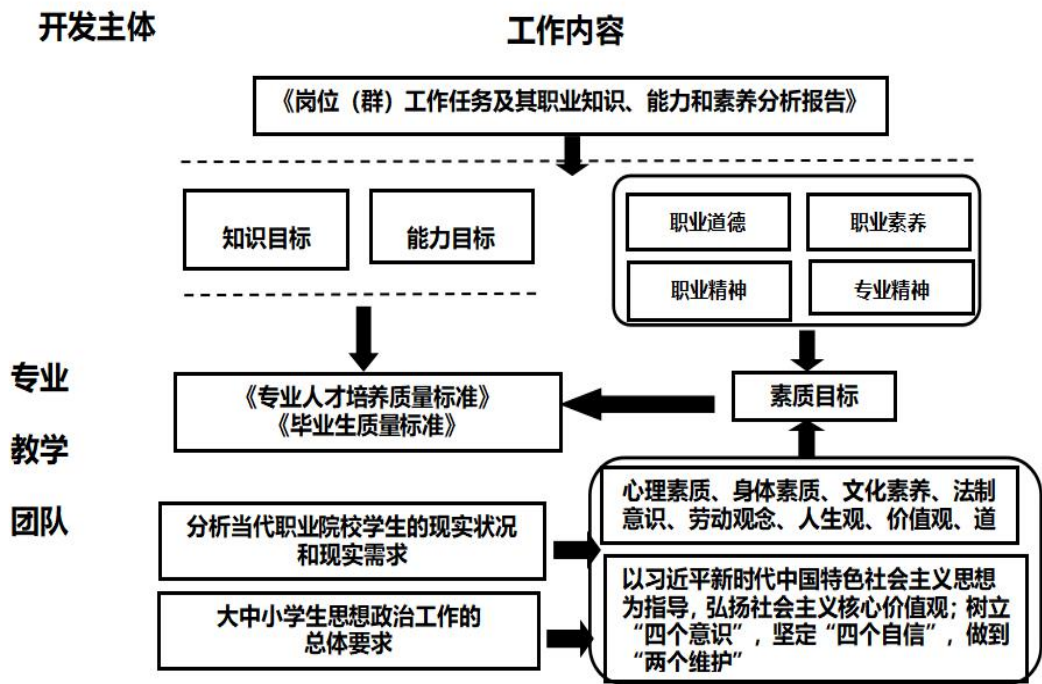 开发主体
工作内容
《岗位（群）工作任务及其职业知识、能力和素养分析报告》
知识目标
能力目标
职业道德
职业素养
职业精神
专业精神
专业
教学
团队
《专业人才培养质量标准》
《毕业生质量标准》
素质目标
心理素质、身体素质、文化素养、法制
意识、劳动观念、人生观、价值观、道
分析当代职业院校学生的现实状况
和现实需求
以习近平新时代中国特色社会主义思想
为指导，弘扬社会主义核心价值观；树立
“四个意识”，坚定“四个自信”，做到
“两个维护”
大中小学生思想政治工作的
总体要求